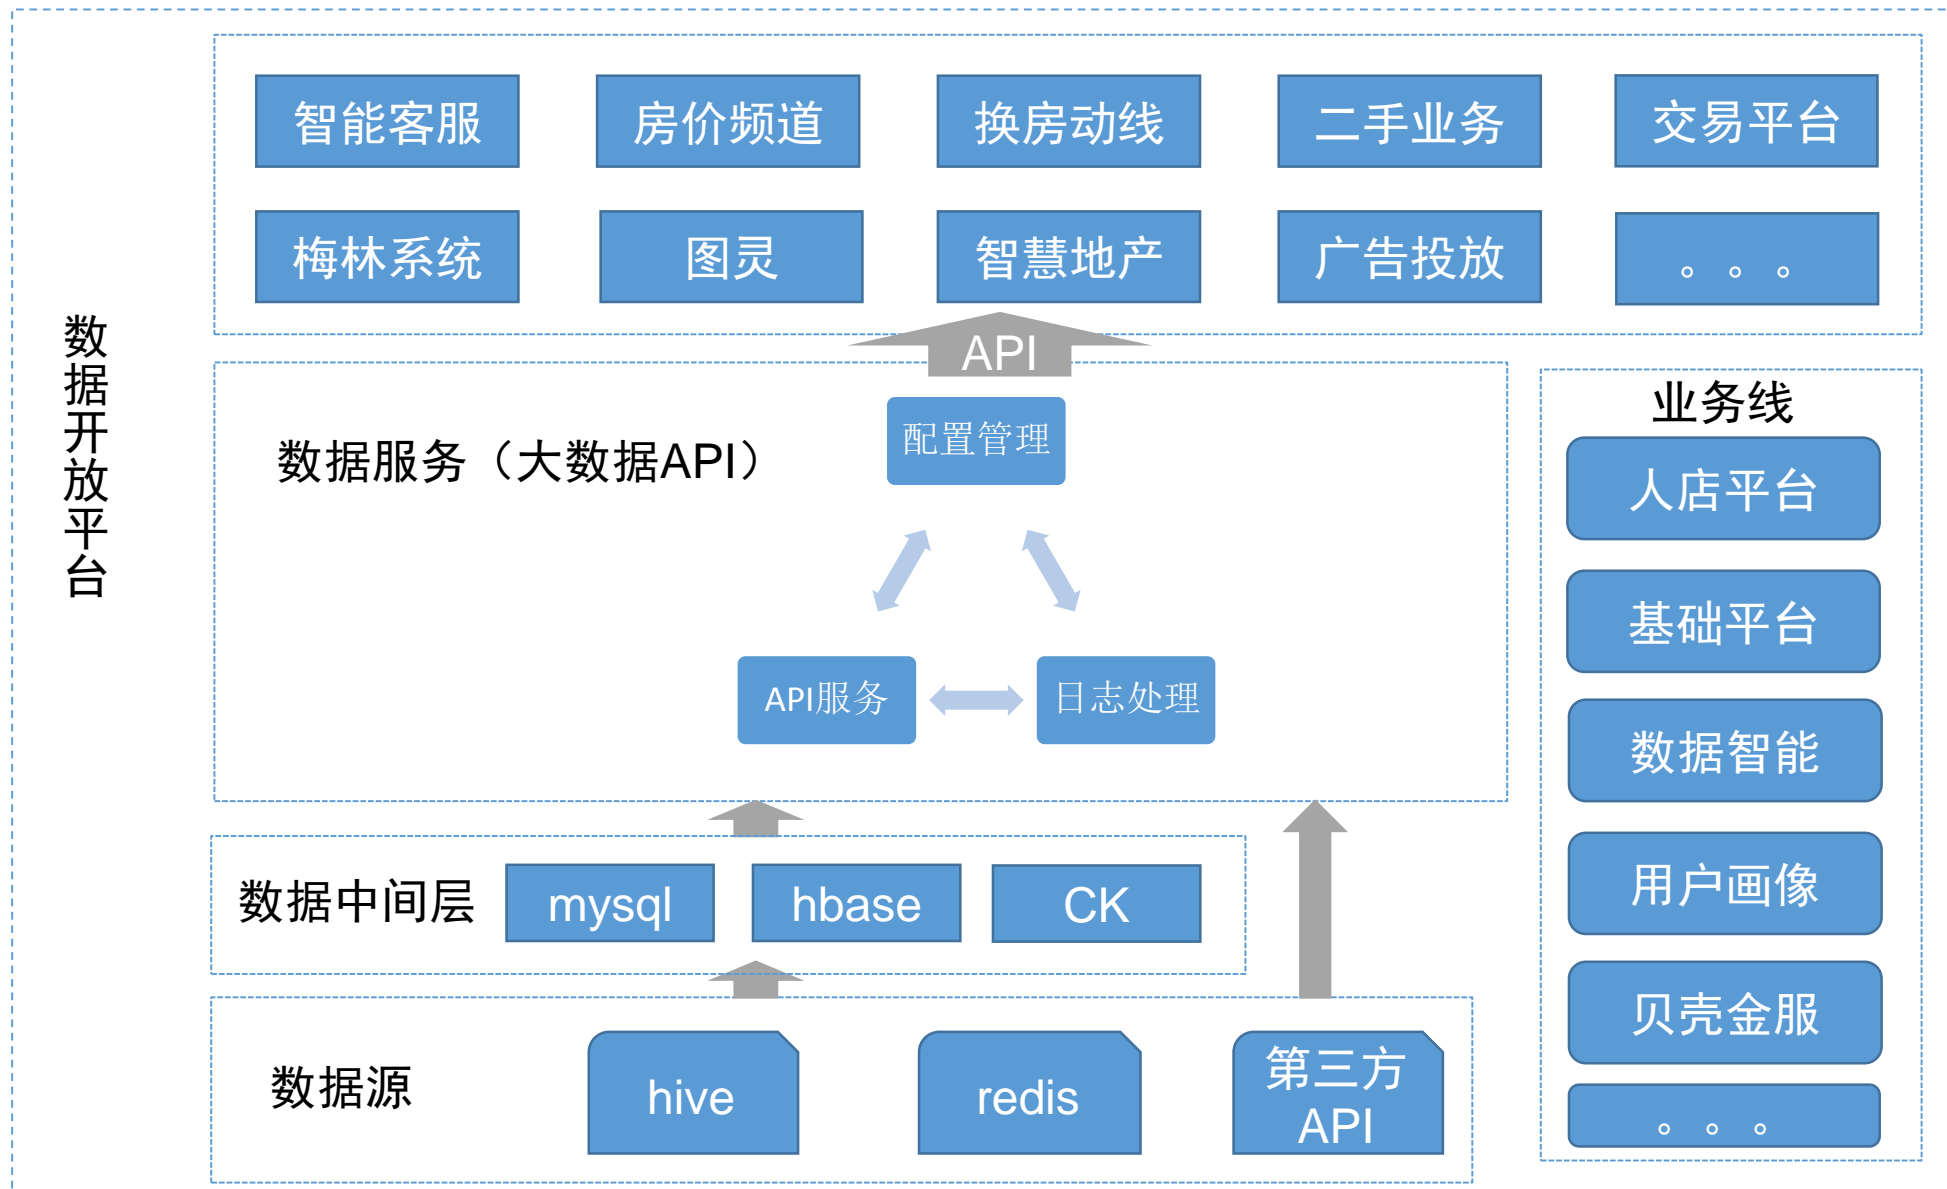 智能客服
房价频道
换房动线
二手业务
交易平台
梅林系统
图灵
智慧地产
广告投放
。。。
数据开放平台
API
数据服务（大数据API）
配置管理
API服务
日志处理
业务线
人店平台
基础平台
数据智能
用户画像
贝壳金服
。。。
数据中间层
mysql
hbase
CK
数据源
hive
redis
第三方
API